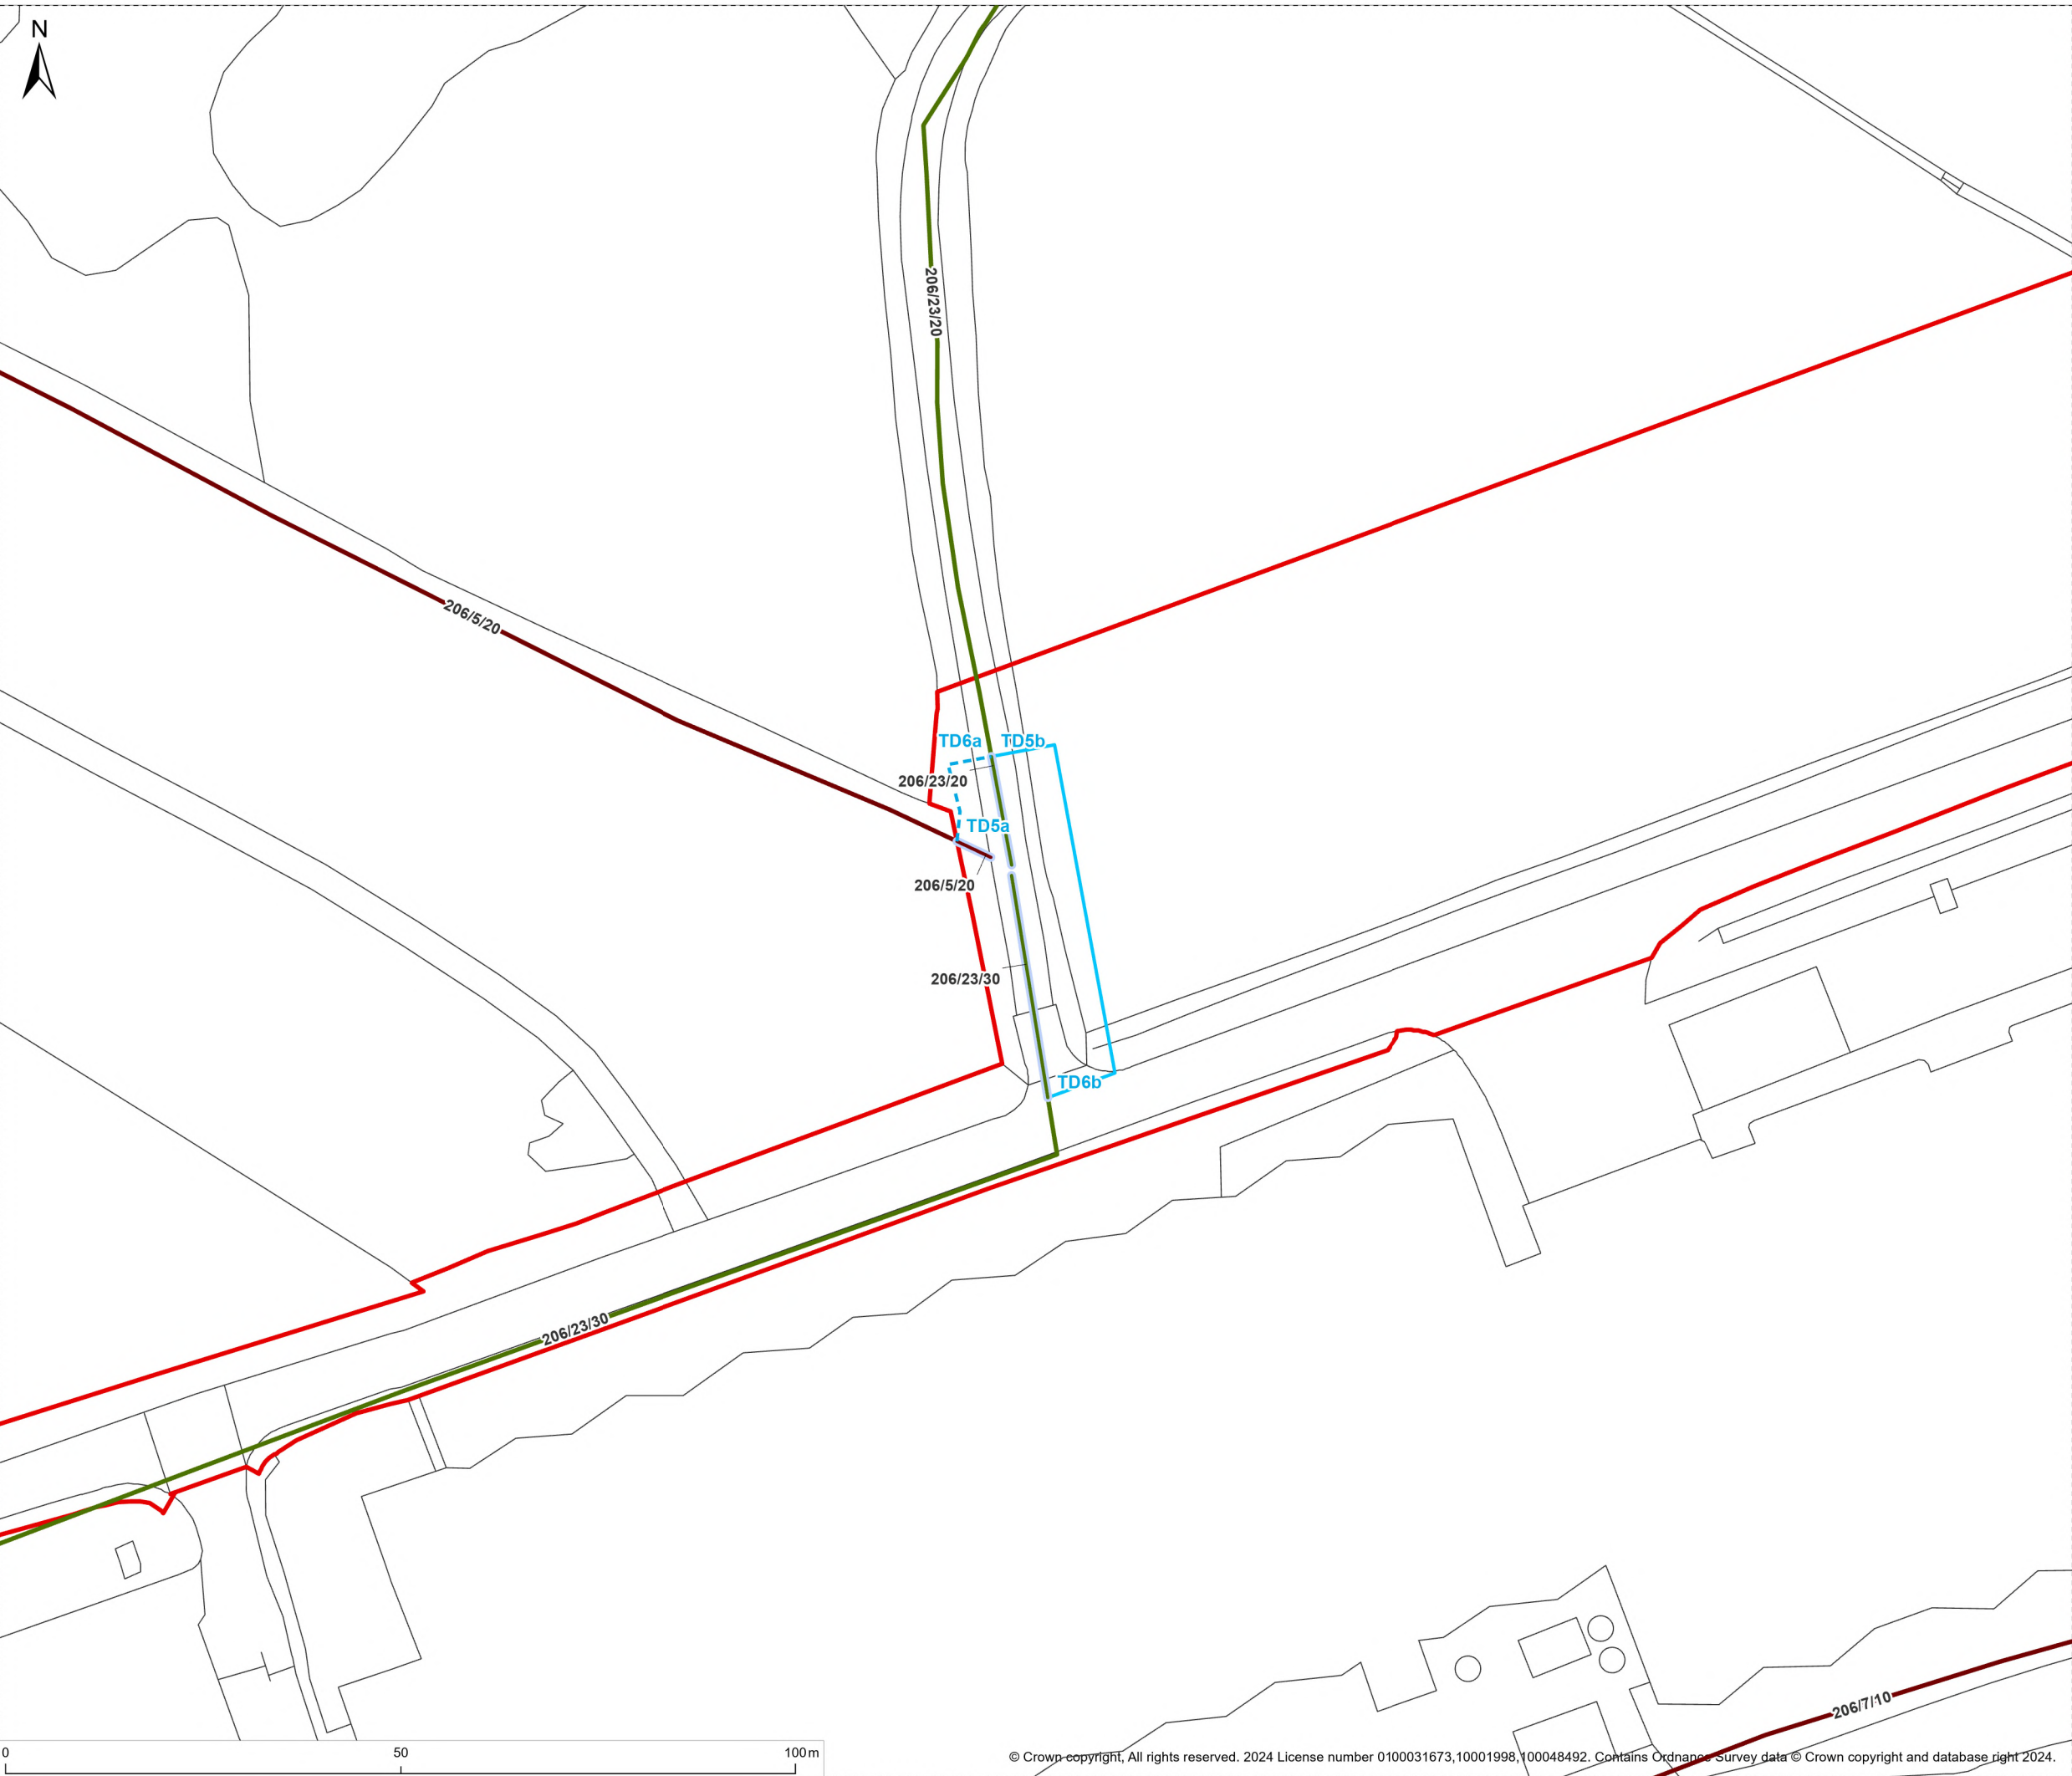 N
206/23/20
206/5/20
TD6a
TD5b
206/23/20
TD5a
206/5/20
206/23/30
TD6b
206/23/30
206/7/10
0
50
100 m
© Crown copyright, All rights reserved. 2024 License number 0100031673,10001998,100048492. Contains Ordnance Survey data © Crown copyright and database right 2024.